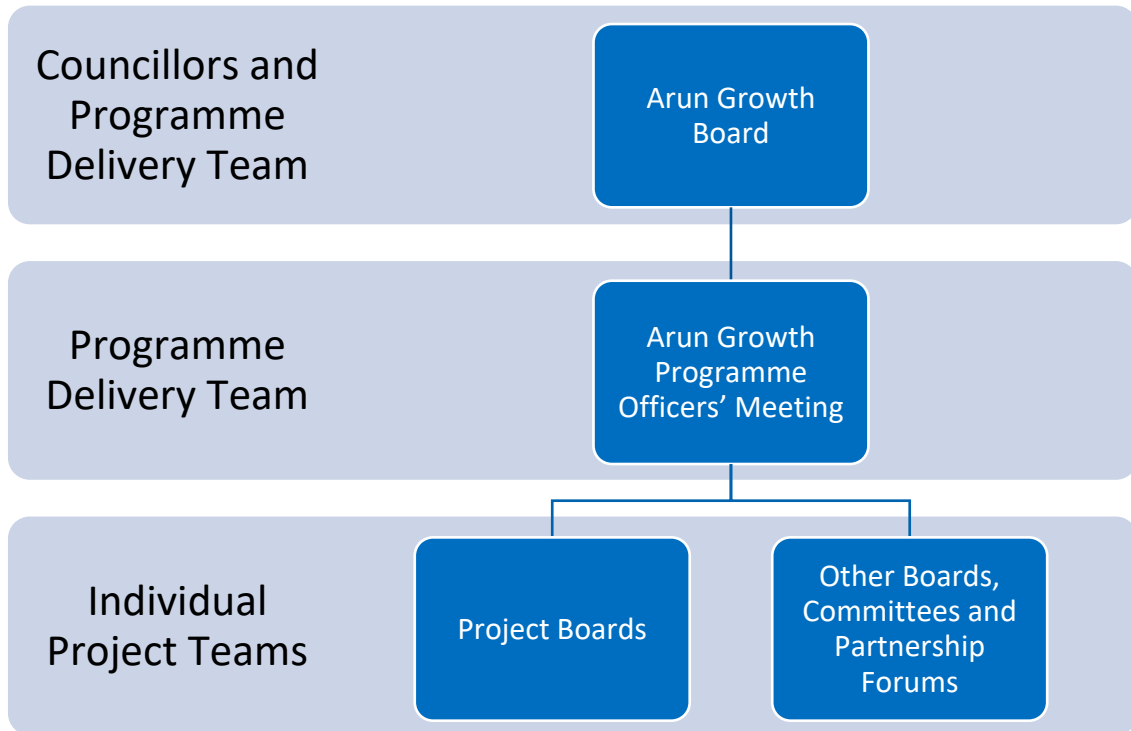 Councillors and
Programme
Delivery Team
Arun Growth
Board
Programme
Delivery Team
Arun Growth
Programme
Officers’ Meeting
Individual
Project Teams
Project Boards
Other Boards,
Committees and
Partnership
Forums